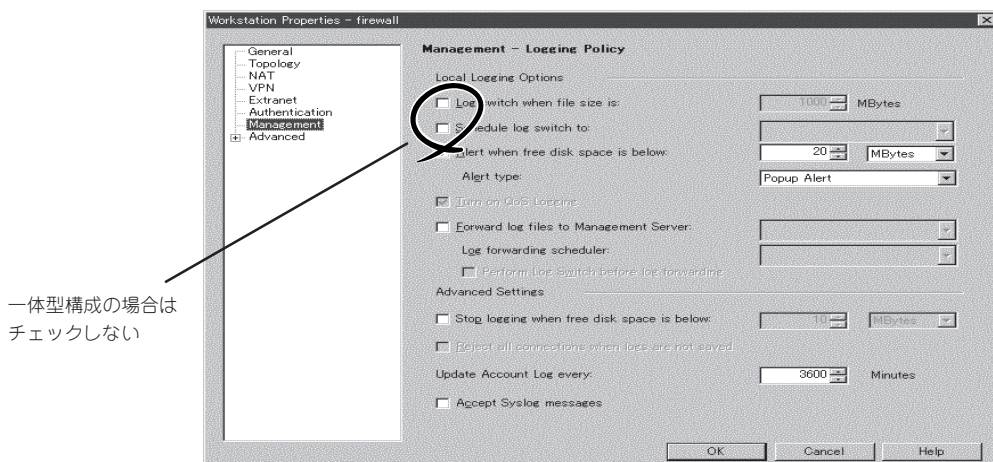 Workstation Properties - firewall
General
Topology
NAT
VPN
Extranet
Authentication
Management
Advanced
Management - Logging Policy
Local Logging Options
Log switch when file size is: 1000 MBytes
Schedule log switch to:
Alert when free disk space is below: 20 MBytes
Alert type: Popup Alert
Turn on QoS Logging
Forward log files to Management Server:
Log forwarding scheduler:
Perform Log Switch before log forwarding
Advanced Settings
Stop logging when free disk space is below: 10 MBytes
Reject all connections when logs are not saved
Update Account Log every: 3600 Minutes
Accept Syslog messages
OK Cancel Help
一体型構成の場合は
チェックしない